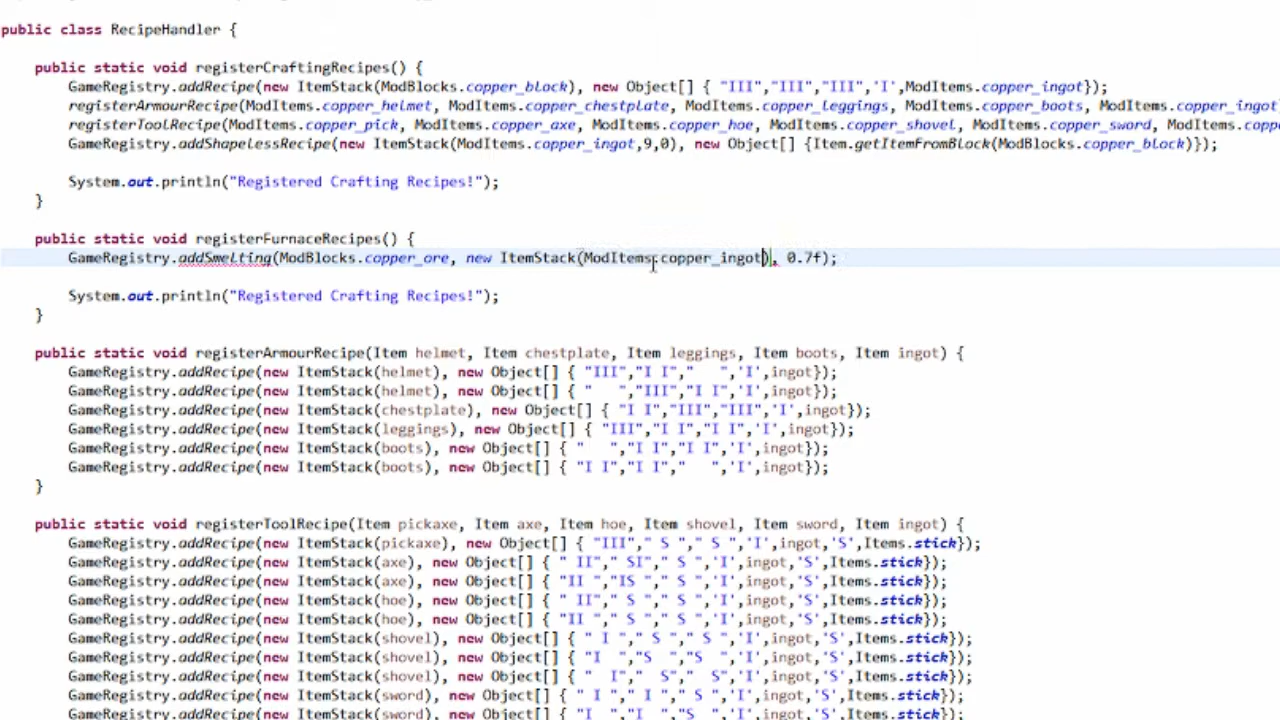 public class RecipeHandler {
public static void registerCraftingRecipes() {
GameRegistry.addRecipe(new ItemStack(ModBlocks.copper_block), new Object[] { "III","III","III",'I',ModItems.copper_ingot});
registerArmourRecipe(ModItems.copper_helmet, ModItems.copper_chestplate, ModItems.copper_leggings, ModItems.copper_boots, ModItems.copper_ingot)
registerToolRecipe(ModItems.copper_pick, ModItems.copper_axe, ModItems.copper_hoe, ModItems.copper_shovel, ModItems.copper_sword, ModItems.copp
GameRegistry.addShapelessRecipe(new ItemStack(ModItems.copper_ingot,9,0), new Object[] {Item.getItemFromBlock(ModBlocks.copper_block)});
System.out.println("Registered Crafting Recipes!");
}
public static void registerFurnaceRecipes() {
GameRegistry.addSmelting(ModBlocks.copper_ore, new ItemStack(ModItems.copper_ingot), 0.7f);
System.out.println("Registered Crafting Recipes!");
}
public static void registerArmourRecipe(Item helmet, Item chestplate, Item leggings, Item boots, Item ingot) {
GameRegistry.addRecipe(new ItemStack(helmet), new Object[] { "III","I I","   ",'I',ingot});
GameRegistry.addRecipe(new ItemStack(helmet), new Object[] { "   ","III","I I",'I',ingot});
GameRegistry.addRecipe(new ItemStack(chestplate), new Object[] { "I I","III","III",'I',ingot});
GameRegistry.addRecipe(new ItemStack(leggings), new Object[] { "III","I I","I I",'I',ingot});
GameRegistry.addRecipe(new ItemStack(boots), new Object[] { "   ","I I","I I",'I',ingot});
GameRegistry.addRecipe(new ItemStack(boots), new Object[] { "I I","I I","   ",'I',ingot});
}
public static void registerToolRecipe(Item pickaxe, Item axe, Item hoe, Item shovel, Item sword, Item ingot) {
GameRegistry.addRecipe(new ItemStack(pickaxe), new Object[] { "III"," S "," S ",'I',ingot,'S',Items.stick});
GameRegistry.addRecipe(new ItemStack(axe), new Object[] { " II"," SI"," S ",'I',ingot,'S',Items.stick});
GameRegistry.addRecipe(new ItemStack(axe), new Object[] { "II ","IS "," S ",'I',ingot,'S',Items.stick});
GameRegistry.addRecipe(new ItemStack(hoe), new Object[] { " II"," S "," S ",'I',ingot,'S',Items.stick});
GameRegistry.addRecipe(new ItemStack(hoe), new Object[] { "II "," S "," S ",'I',ingot,'S',Items.stick});
GameRegistry.addRecipe(new ItemStack(shovel), new Object[] { " I "," S "," S ",'I',ingot,'S',Items.stick});
GameRegistry.addRecipe(new ItemStack(shovel), new Object[] { "I  ","S  ","S  ",'I',ingot,'S',Items.stick});
GameRegistry.addRecipe(new ItemStack(shovel), new Object[] { "  I","  S","  S",'I',ingot,'S',Items.stick});
GameRegistry.addRecipe(new ItemStack(sword), new Object[] { " I "," I "," S ",'I',ingot,'S',Items.stick});
GameRegistry.addRecipe(new ItemStack(sword), new Object[] { "I  ","I  ","S  ",'I',ingot,'S',Items.stick});